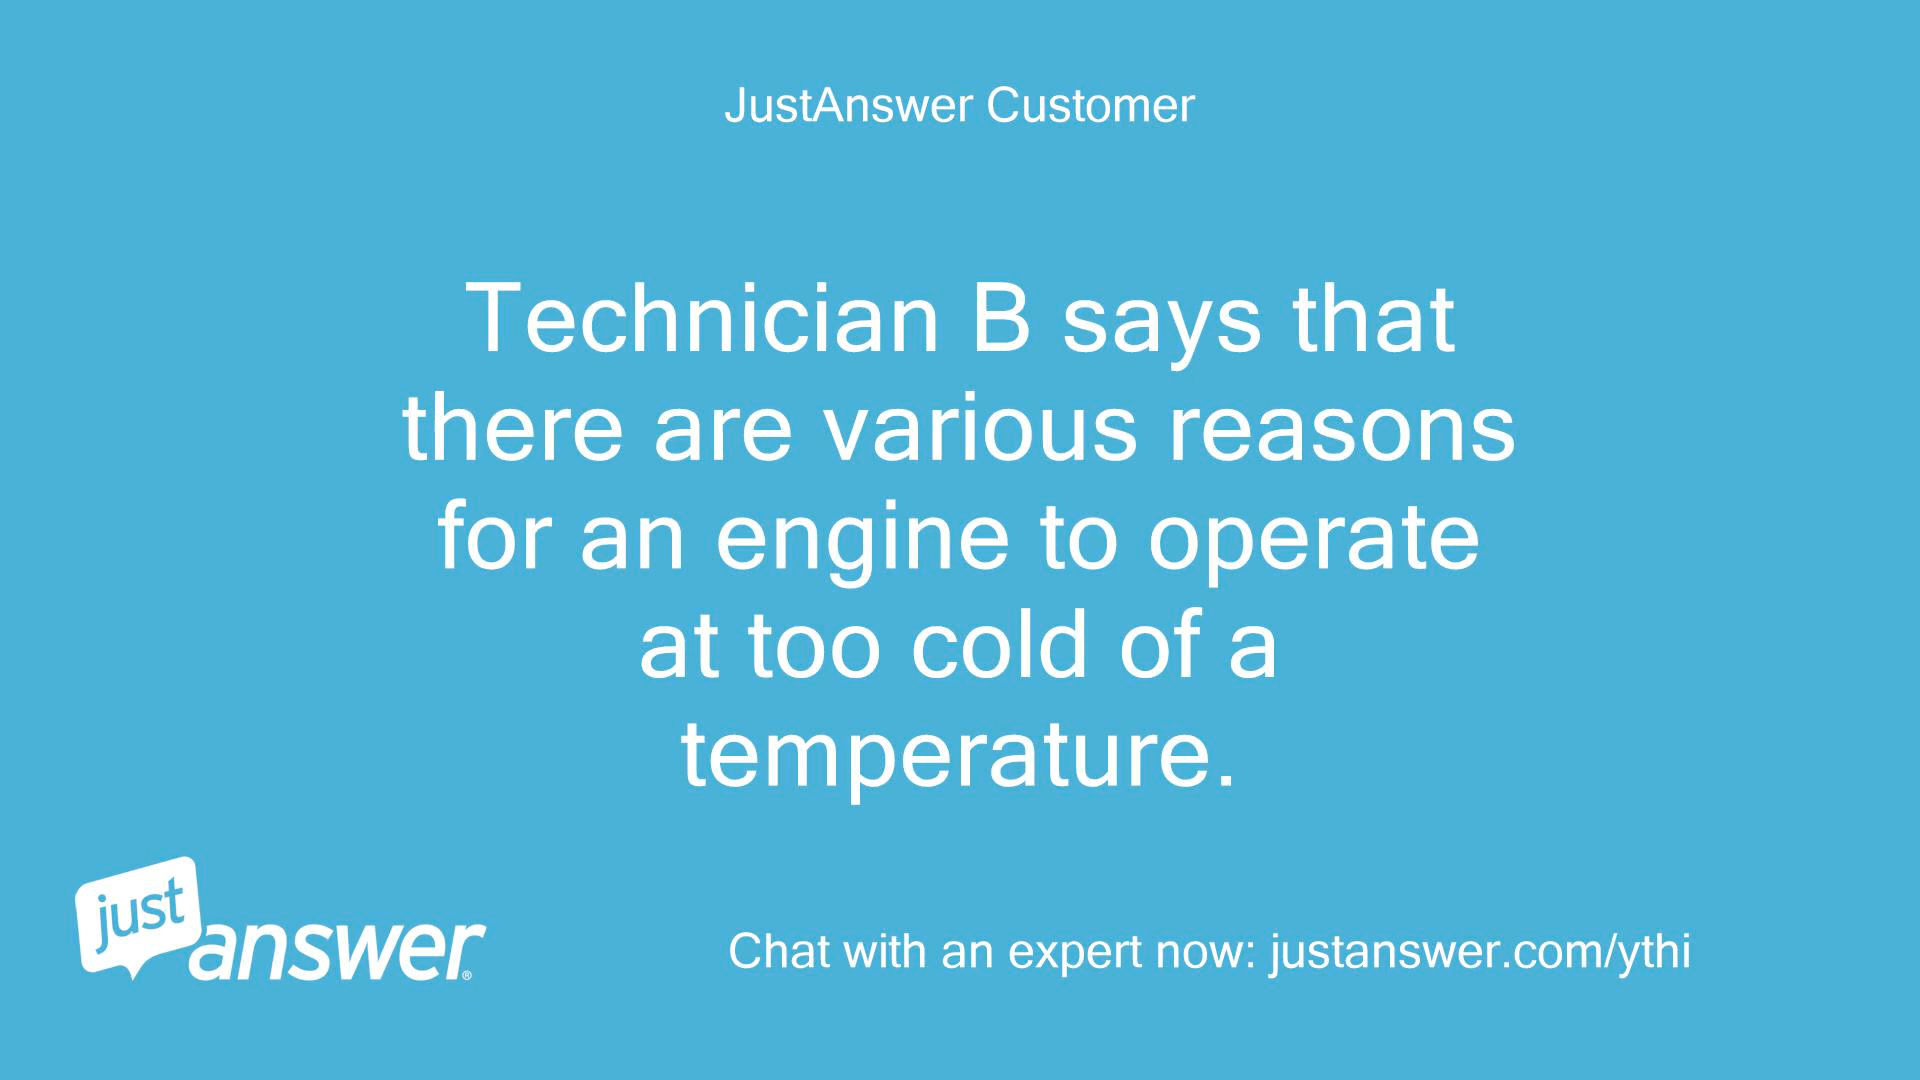 JustAnswer Customer
Technician B says that
there are various reasons
for an engine to operate
at too cold of a
temperature.
just
answer®
Chat with an expert now: justanswer.com/ythi